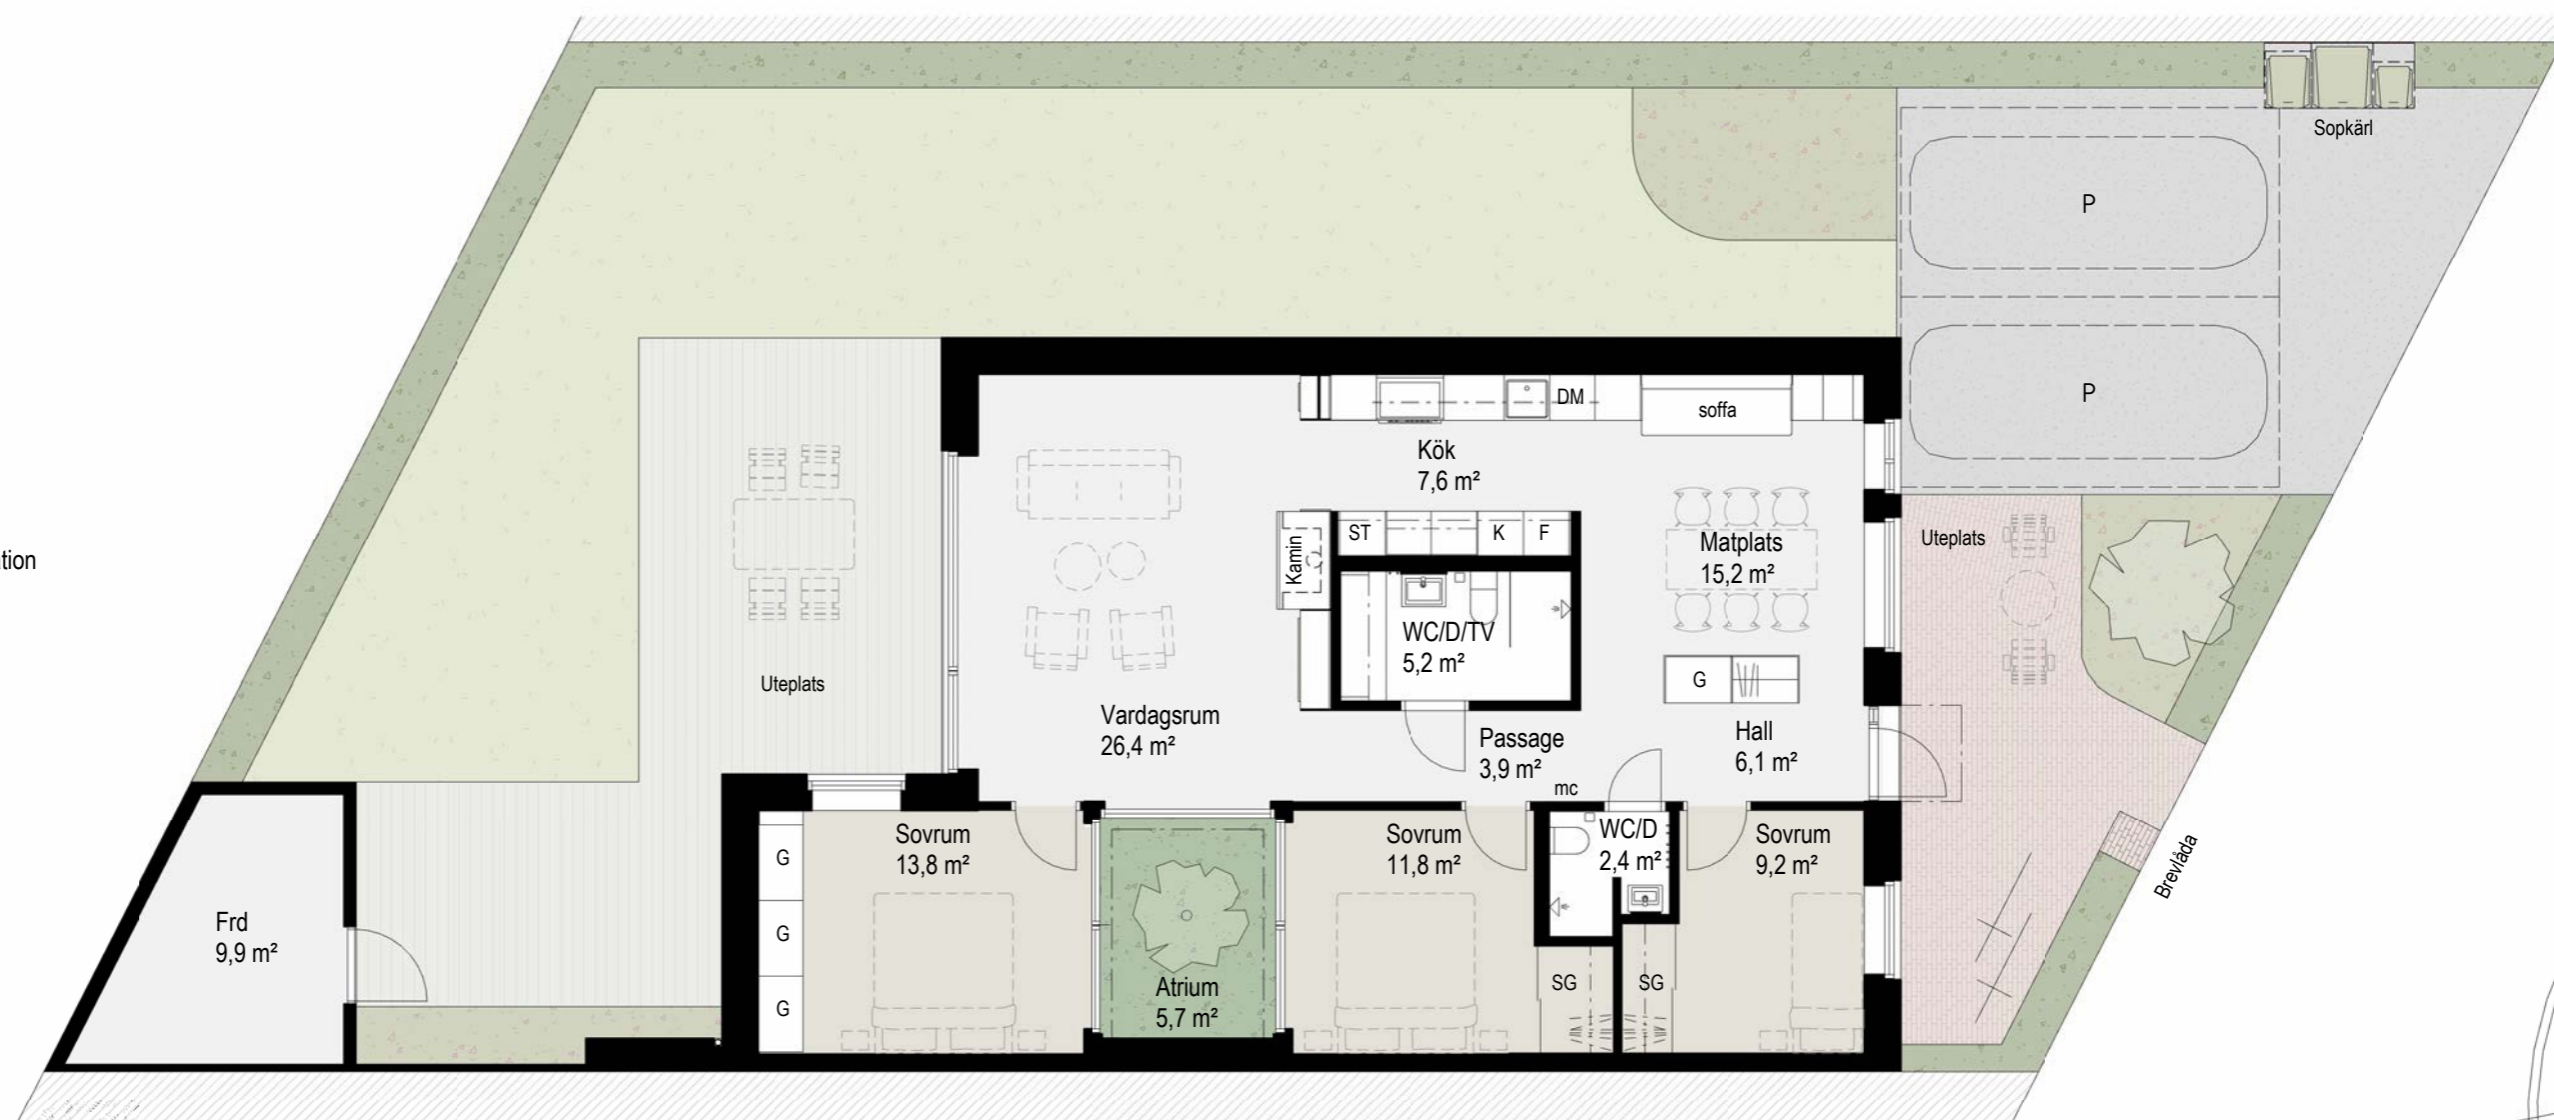 Sopkärl
P
P
DM
soffa
Kök
7,6 m²
ST
K
F
Kamin
Matplats
15,2 m²
Uteplats
WC/D/TV
5,2 m²
G
Uteplats
Vardagsrum
26,4 m²
Passage
3,9 m²
mc
Hall
6,1 m²
Brevlåda
Sovrum
13,8 m²
G
G
G
Atrium
5,7 m²
Sovrum
11,8 m²
WC/D
2,4 m²
Sovrum
9,2 m²
SG
SG
Frd
9,9 m²